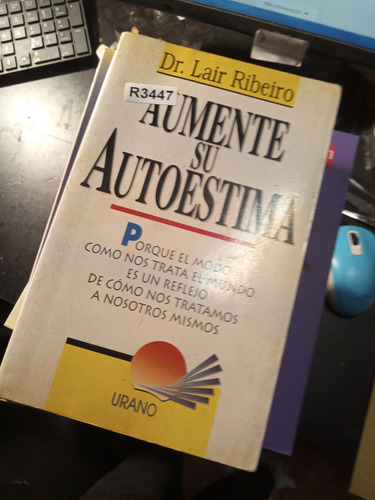 Dr. Lair Ribeiro
R3447
AUMENTE
SU
AUTOESTIMA
PORQUE EL MODO
COMO NOS TRATA EL MUNDO
ES UN REFLEJO
DE CÓMO NOS TRATAMOS
A NOSOTROS MISMOS
URANO